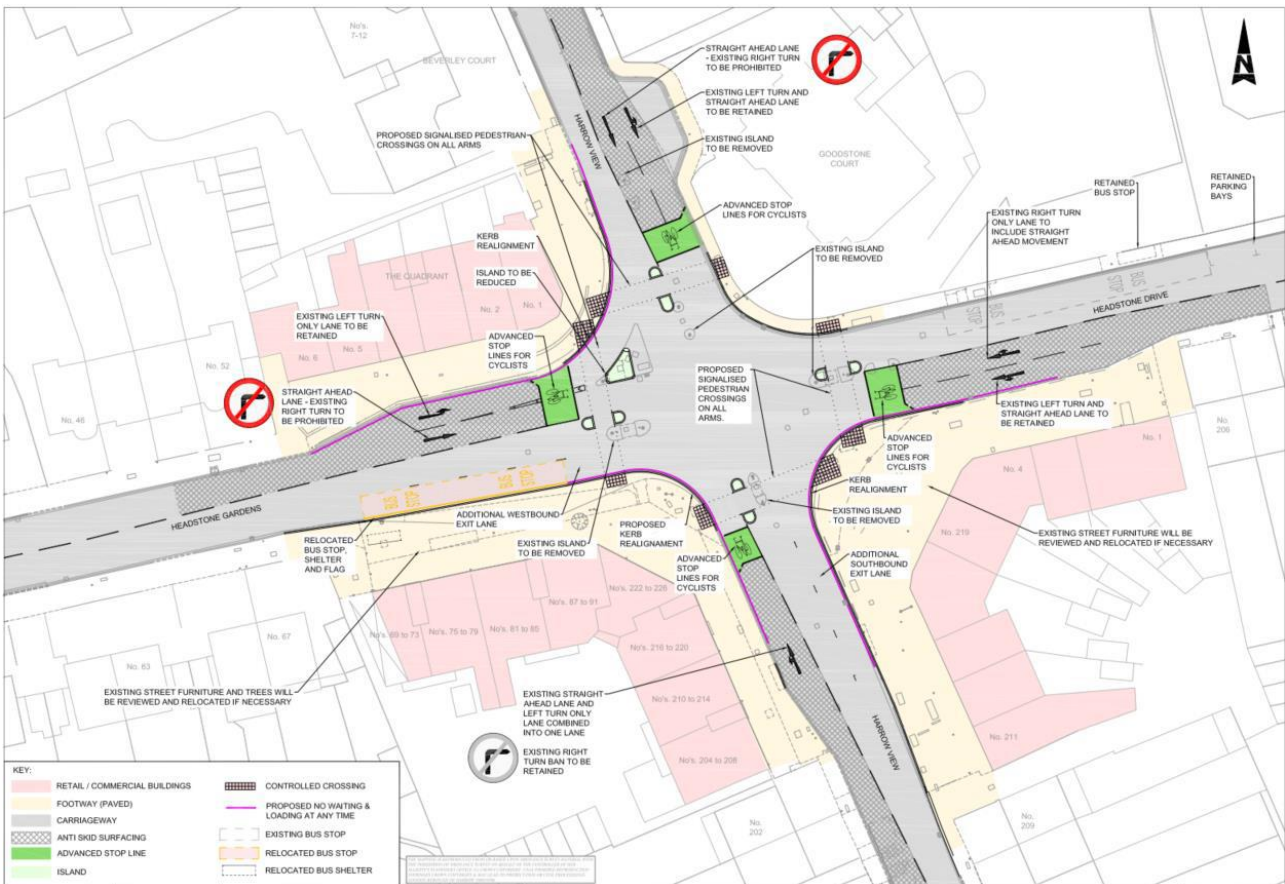 No's.
7-12
BEVERLEY COURT
STRAIGHT AHEAD LANE
- EXISTING RIGHT TURN
TO BE PROHIBITED
EXISTING LEFT TURN AND
STRAIGHT AHEAD LANE
TO BE RETAINED
N
HARROW VIEW
PROPOSED SIGNALISED PEDESTRIAN
CROSSINGS ON ALL ARMS
EXISTING ISLAND
TO BE REMOVED
GOODSTONE
COURT
RETAINED
BUS STOP
RETAINED
PARKING
BAYS
ADVANCED STOP
LINES FOR CYCLISTS
EXISTING RIGHT TURN
ONLY LANE TO
INCLUDE STRAIGHT
AHEAD MOVEMENT
KERB
REALIGNMENT
EXISTING ISLAND
TO BE REMOVED
ISLAND TO BE
REDUCED
THE QUADRANT
No. 2
No. 1
BUS
STOP
BUS
STOP
HEADSTONE DRIVE
EXISTING LEFT TURN
ONLY LANE TO BE
RETAINED
No. 6
No. 5
ADVANCED
STOP
LINES FOR
CYCLISTS
No. 52
PROPOSED
SIGNALISED
PEDESTRIAN
CROSSINGS
ON ALL
ARMS.
STRAIGHT AHEAD
LANE - EXISTING
RIGHT TURN TO
BE PROHIBITED
EXISTING LEFT TURN AND
STRAIGHT AHEAD LANE TO
BE RETAINED
No. 46
ADVANCED
STOP
LINES FOR
CYCLISTS
No. 1
No. 206
No. 4
KERB
REALIGNMENT
BUS
STOP
BUS
STOP
HEADSTONE GARDENS
ADDITIONAL WESTBOUND
EXIT LANE
EXISTING ISLAND
TO BE REMOVED
RELOCATED
BUS STOP,
SHELTER
AND FLAG
EXISTING ISLAND
TO BE REMOVED
PROPOSED
KERB
REALIGNAMENT
No. 219
EXISTING STREET FURNITURE WILL BE
REVIEWED AND RELOCATED IF NECESSARY
ADVANCED
STOP
LINES FOR
CYCLISTS
ADDITIONAL
SOUTHBOUND
EXIT LANE
No's. 222 to 226
No's. 87 to 91
No's. 81 to 85
No's. 75 to 79
No's. 69 to 73
No. 67
No. 63
No's. 216 to 220
EXISTING STREET FURNITURE AND TREES WILL
BE REVIEWED AND RELOCATED IF NECESSARY
EXISTING STRAIGHT
AHEAD LANE AND
LEFT TURN ONLY
LANE COMBINED
INTO ONE LANE
No's. 210 to 214
HARROW VIEW
No. 211
EXISTING RIGHT
TURN BAN TO BE
RETAINED
No's. 204 to 208
No.
202
No.
209
KEY:
RETAIL / COMMERCIAL BUILDINGS
FOOTWAY (PAVED)
CARRIAGEWAY
ANTI SKID SURFACING
ADVANCED STOP LINE
ISLAND
CONTROLLED CROSSING
PROPOSED NO WAITING &
LOADING AT ANY TIME
EXISTING BUS STOP
RELOCATED BUS STOP
RELOCATED BUS SHELTER